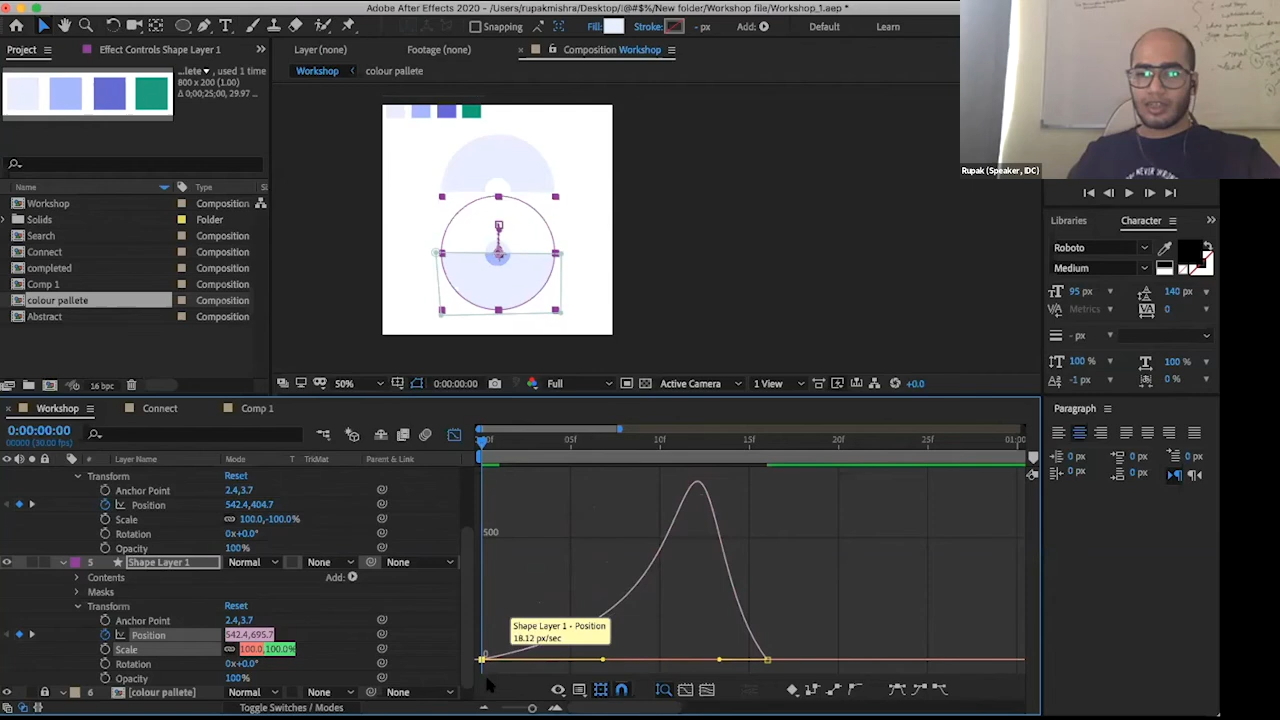 Adobe After Effects 2020 - /Users/rupakmishra/Desktop/!@#$%/New folder/Workshop file/Workshop_1.aep *
Snapping
Fill:
Stroke:
- px
Add:
Default
Learn
Project
Effect Controls Shape Layer 1
Layer (none)
Footage (none)
Composition Workshop
Workshop
colour pallete
...lete▼, used 1 time
800 x 200 (1.00)
Δ 0;00;25;00, 29.97
Rupak (Speaker, IDC)
Name
Type
Workshop Composition
Solids Folder
Search Composition
Connect Composition
completed Composition
Comp 1 Composition
colour pallete Composition
Abstract Composition
16 bpc
50%
0:00:00:00
Full
Active Camera
1 View
+0.0
Libraries
Character
Roboto
Medium
95 px
140 px
Metrics
0
- px
100 %
100 %
-1 px
0 %
Paragraph
0 px
0 px
0 px
0 px
0 px
Workshop
Connect
Comp 1
0:00:00:00
00000 (30.00 fps)
# Layer Name Mode T TrkMat Parent & Link
05f 10f 15f 20f 25f 01:00
Transform Reset
Anchor Point 2.4,3.7
Position 542.4,404.7
Scale 100.0,-100.0%
Rotation 0x+0.0°
Opacity 100%
5 Shape Layer 1 Normal None None
Contents Add:
Masks
Transform Reset
Anchor Point 2.4,3.7
Position 542.4,695.7
Scale 100.0,100.0%
Rotation 0x+0.0°
Opacity 100%
6 [colour pallete] Normal None None
Toggle Switches / Modes
500
0
Shape Layer 1 - Position
18.12 px/sec